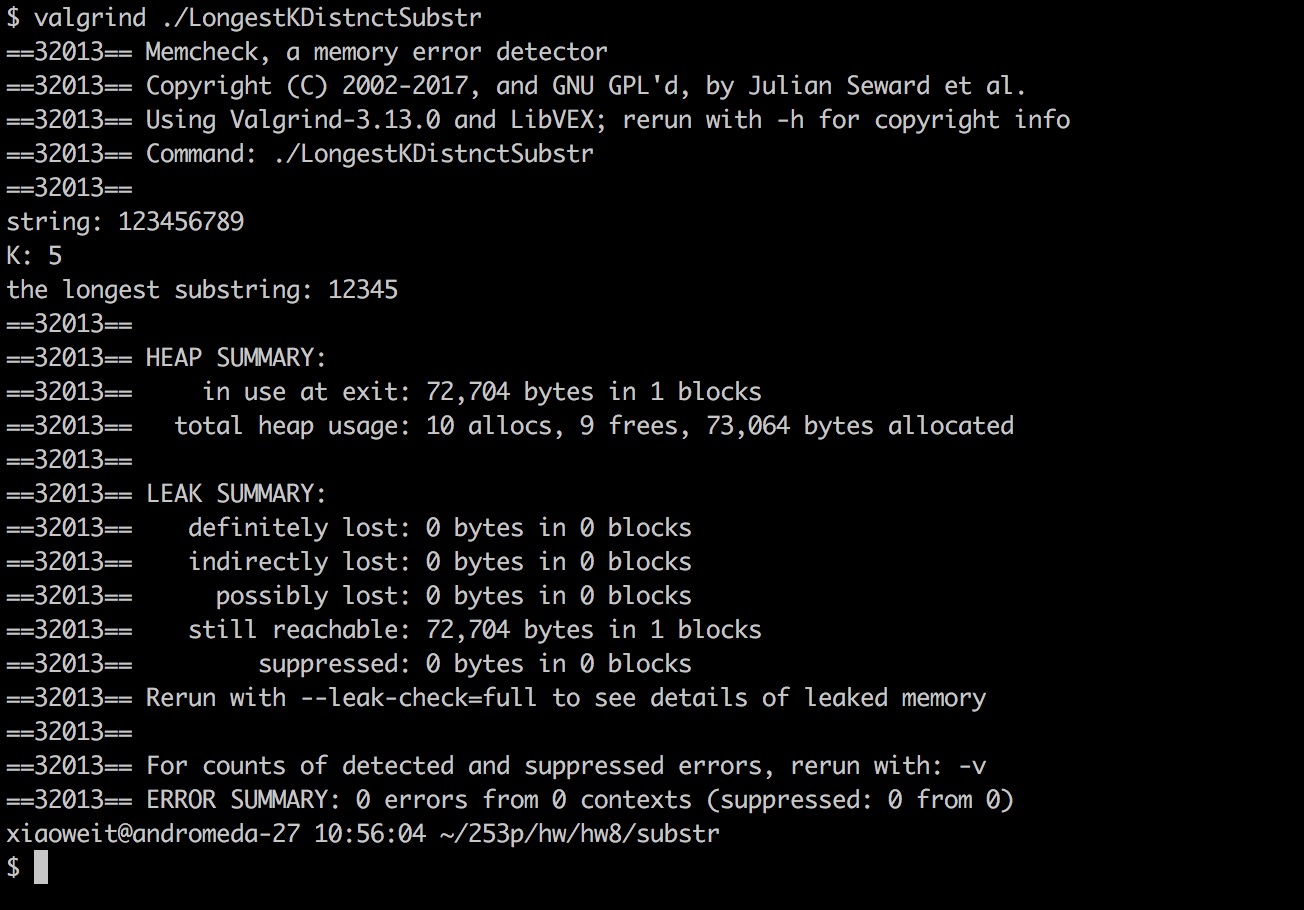 $ valgrind ./LongestKDistnctSubstr
==32013== Memcheck, a memory error detector
==32013== Copyright (C) 2002-2017, and GNU GPL'd, by Julian Seward et al.
==32013== Using Valgrind-3.13.0 and LibVEX; rerun with -h for copyright info
==32013== Command: ./LongestKDistnctSubstr
==32013==
string: 123456789
K: 5
the longest substring: 12345
==32013==
==32013== HEAP SUMMARY:
==32013==     in use at exit: 72,704 bytes in 1 blocks
==32013==   total heap usage: 10 allocs, 9 frees, 73,064 bytes allocated
==32013==
==32013== LEAK SUMMARY:
==32013==    definitely lost: 0 bytes in 0 blocks
==32013==    indirectly lost: 0 bytes in 0 blocks
==32013==      possibly lost: 0 bytes in 0 blocks
==32013==    still reachable: 72,704 bytes in 1 blocks
==32013==         suppressed: 0 bytes in 0 blocks
==32013== Rerun with --leak-check=full to see details of leaked memory
==32013==
==32013== For counts of detected and suppressed errors, rerun with: -v
==32013== ERROR SUMMARY: 0 errors from 0 contexts (suppressed: 0 from 0)
xiaoweit@andromeda-27 10:56:04 ~/253p/hw/hw8/substr
$